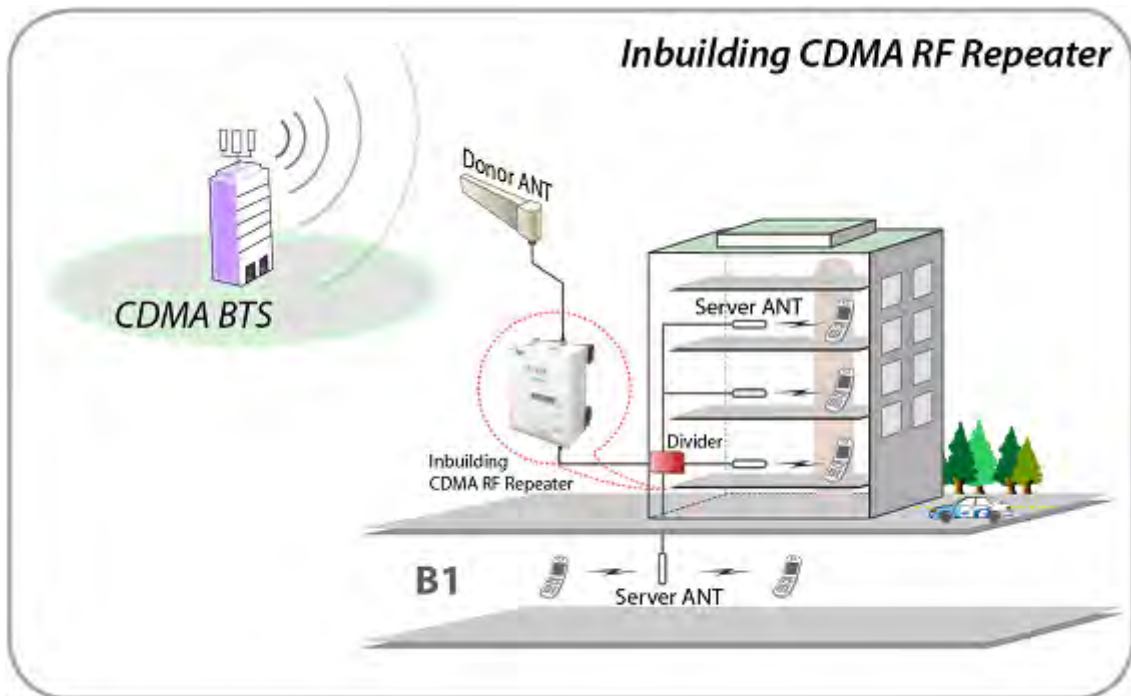 Inbuilding CDMA RF Repeater
Donor ANT
CDMA BTS
Server ANT
Divider
Inbuilding
CDMA RF Repeater
B1
Server ANT